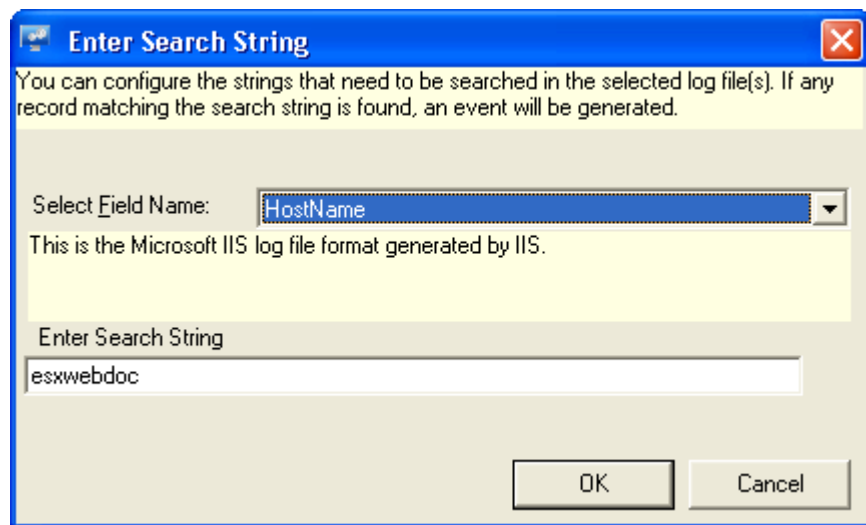 Enter Search String
You can configure the strings that need to be searched in the selected log file(s). If any
record matching the search string is found, an event will be generated.
Select Field Name: HostName
This is the Microsoft IIS log file format generated by IIS.
Enter Search String
esxwebdoc
OK Cancel